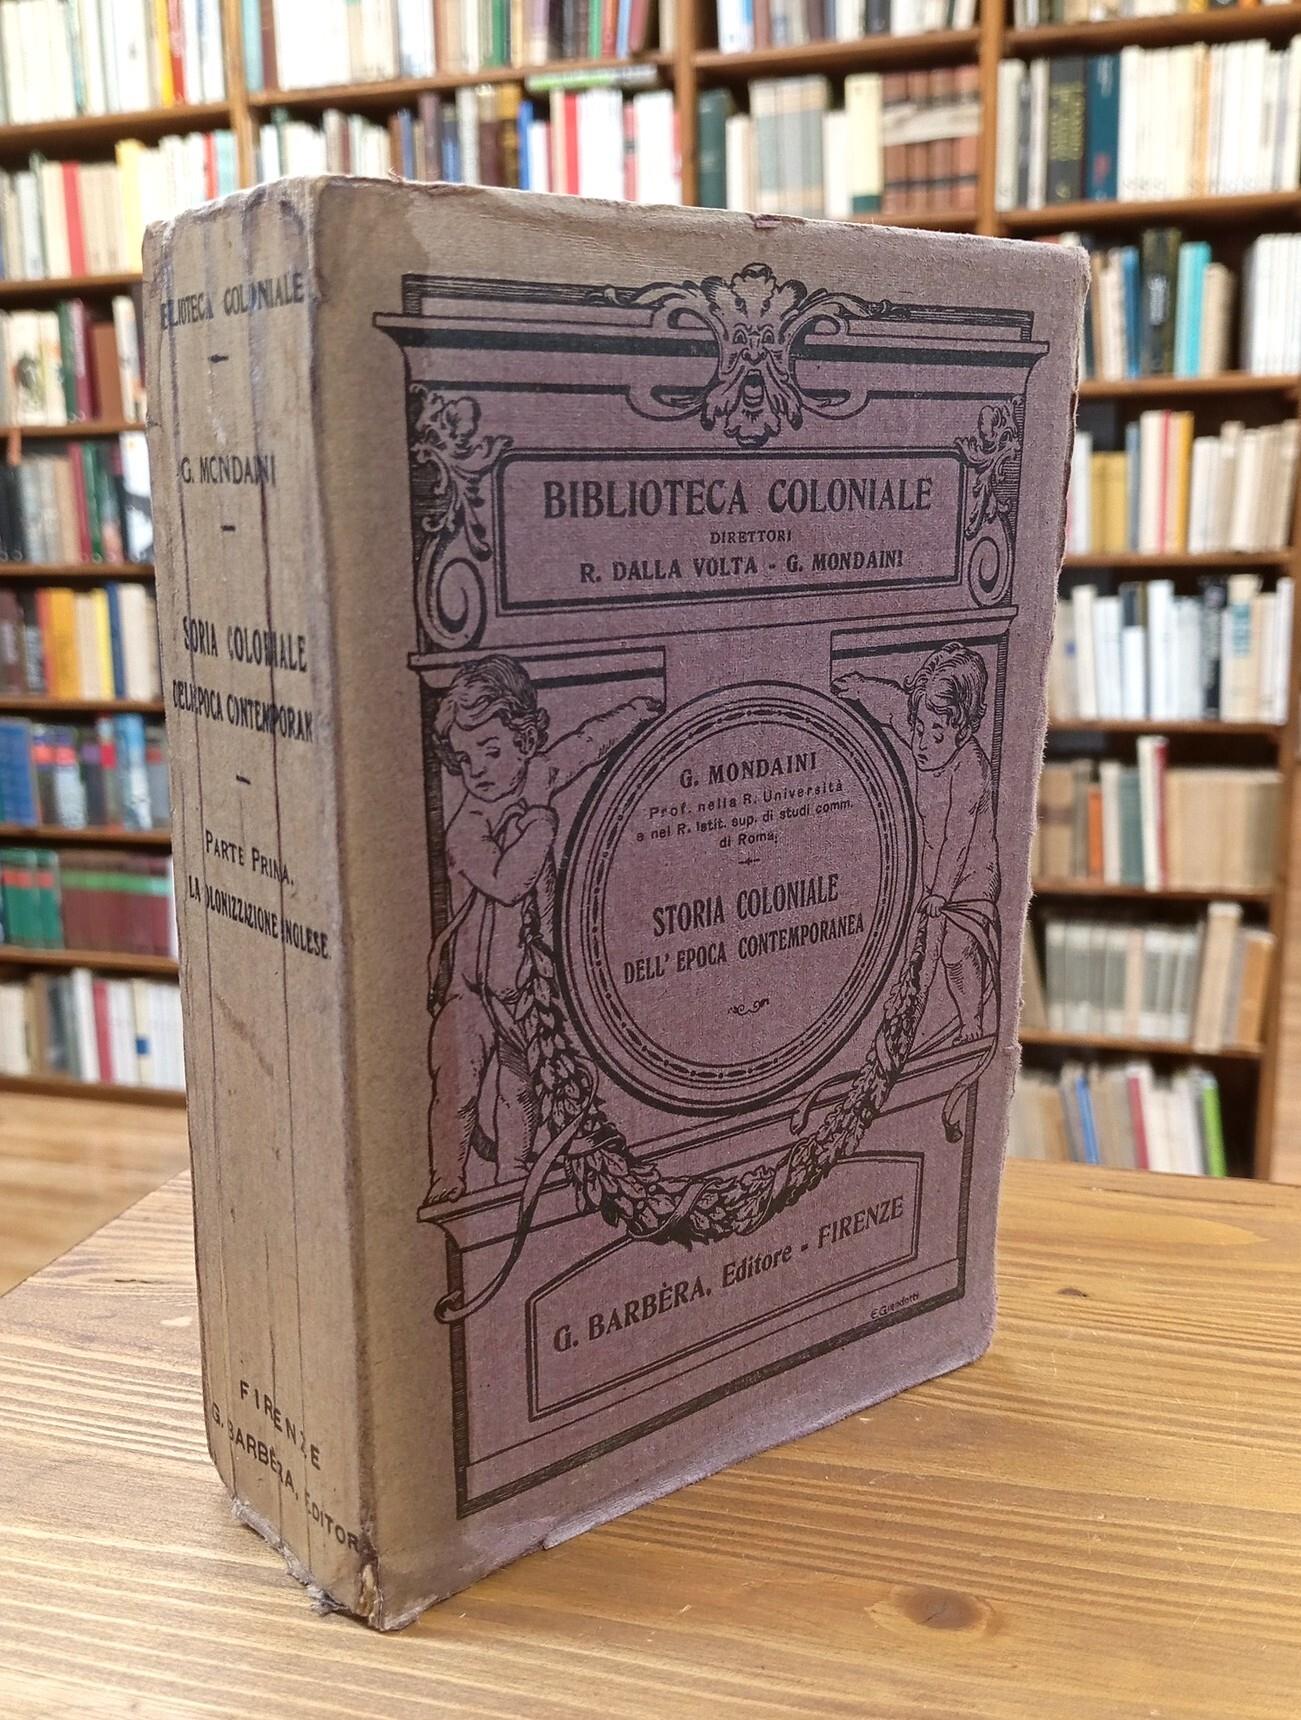 BIBLIOTECA COLONIALE
G. MONDAINI
STORIA COLONIALE
DELL'EPOCA CONTEMPORAN
PARTE PRIMA.
LA COLONIZZAZIONE INGLESE.
FIRENZE
G. BARBÈRA, EDITORE
BIBLIOTECA COLONIALE
DIRETTORI
R. DALLA VOLTA - G. MONDAINI
G. MONDAINI
Prof. nella R. Università
e nel R. Istit. sup. di studi comm.
di Roma;
STORIA COLONIALE
DELL' EPOCA CONTEMPORANEA
G. BARBÈRA, Editore - FIRENZE